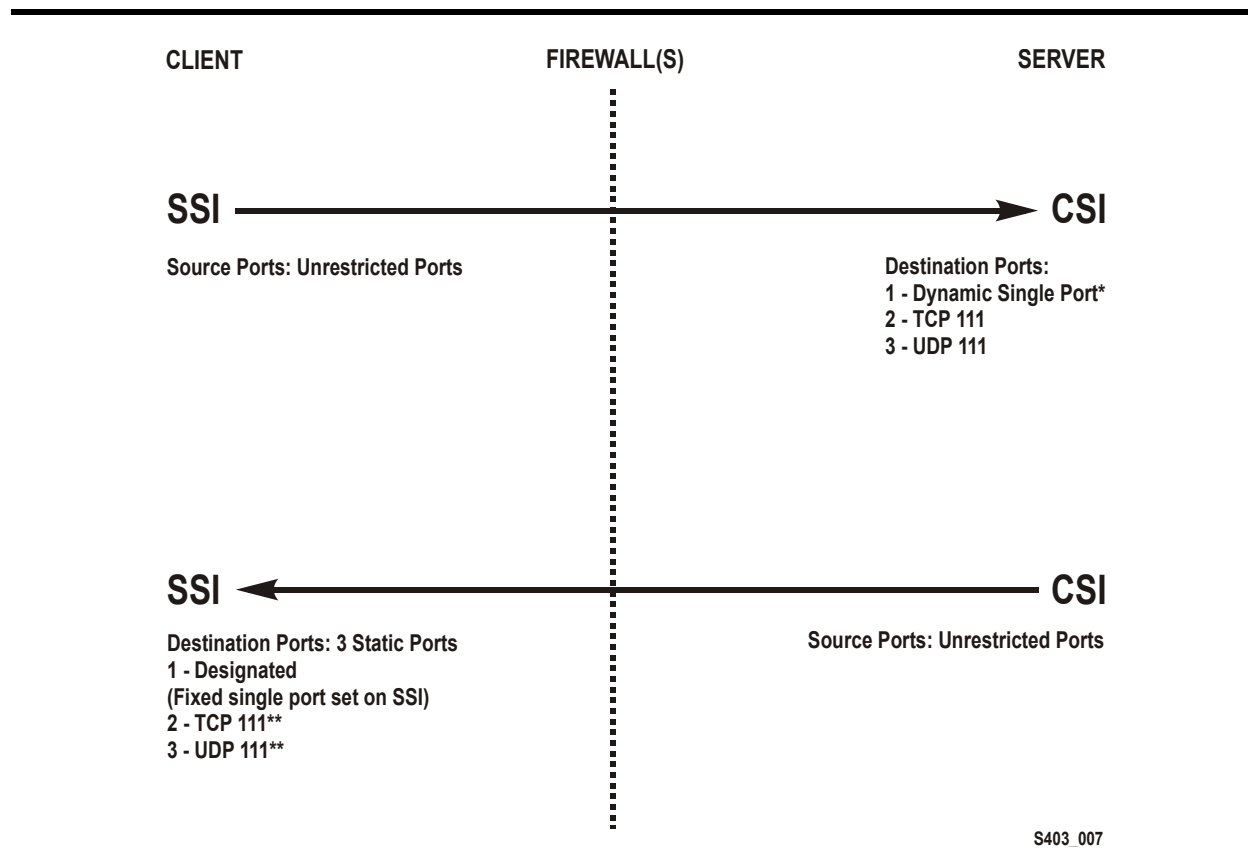 CLIENT FIREWALL(S) SERVER
SSI CSI
Source Ports: Unrestricted Ports
Destination Ports:
1 - Dynamic Single Port*
2 - TCP 111
3 - UDP 111
SSI CSI
Destination Ports: 3 Static Ports
1 - Designated
(Fixed single port set on SSI)
2 - TCP 111**
3 - UDP 111**
Source Ports: Unrestricted Ports
S403_007